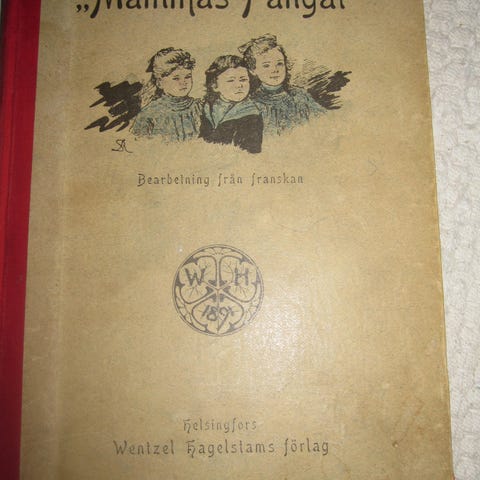 „Mammas Fångar
Bearbetning från franskan
W H
Helsingfors
Wentzel Hagelstams förlag